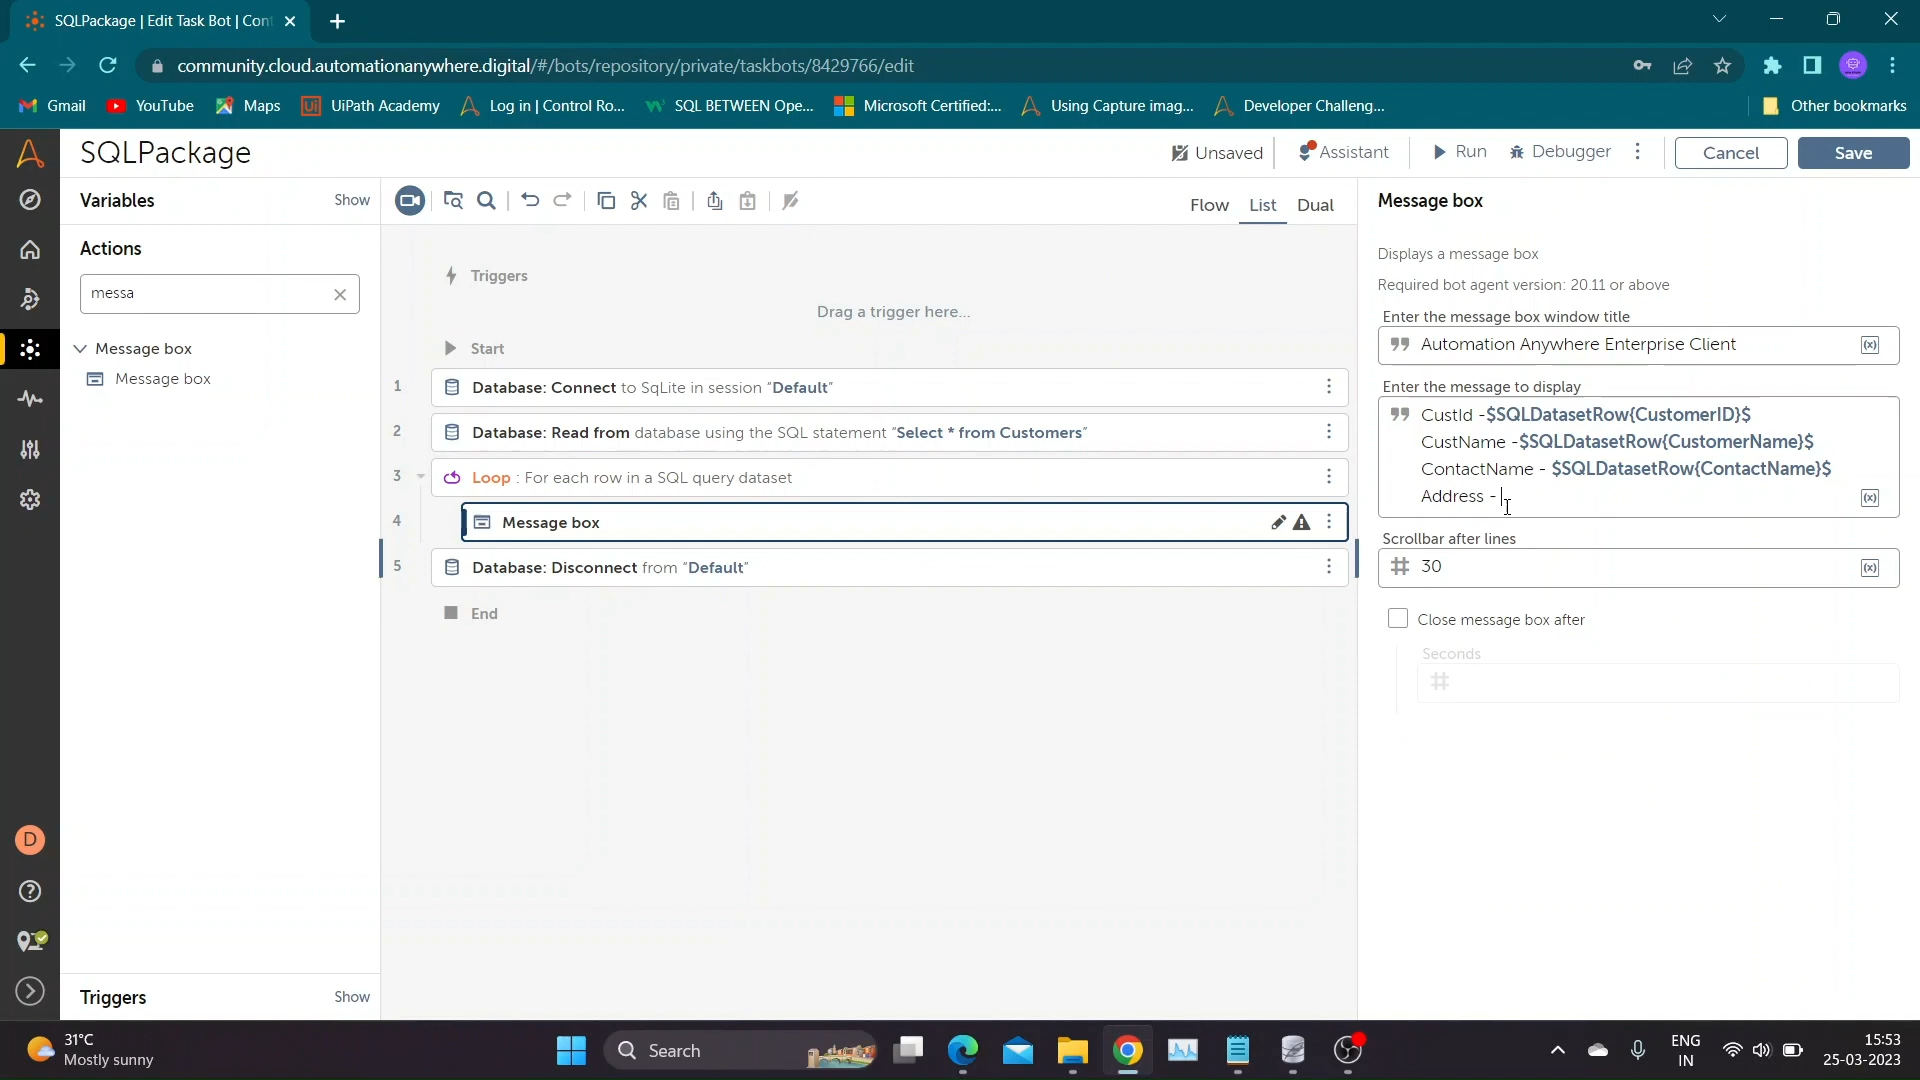 SQLPackage | Edit Task Bot | Cont
community.cloud.automationanywhere.digital/#/bots/repository/private/taskbots/8429766/edit
Gmail YouTube Maps UiPath Academy Log in | Control Ro... SQL BETWEEN Ope... Microsoft Certified:... Using Capture imag... Developer Challeng... Other bookmarks
SQLPackage Unsaved Assistant Run Debugger Cancel Save
Variables Show
Flow List Dual
Actions
messa
Message box
Message box
Triggers
Drag a trigger here...
Start
1 Database: Connect to SqLite in session "Default"
2 Database: Read from database using the SQL statement "Select * from Customers"
3 Loop : For each row in a SQL query dataset
4 Message box
5 Database: Disconnect from "Default"
End
Message box
Displays a message box
Required bot agent version: 20.11 or above
Enter the message box window title
Automation Anywhere Enterprise Client (x)
Enter the message to display
CustId -$SQLDatasetRow{CustomerID}$
CustName -$SQLDatasetRow{CustomerName}$
ContactName - $SQLDatasetRow{ContactName}$
Address - (x)
Scrollbar after lines
30 (x)
Close message box after
Seconds
D
Triggers Show
31°C
Mostly sunny
Search
ENG
IN
15:53
25-03-2023